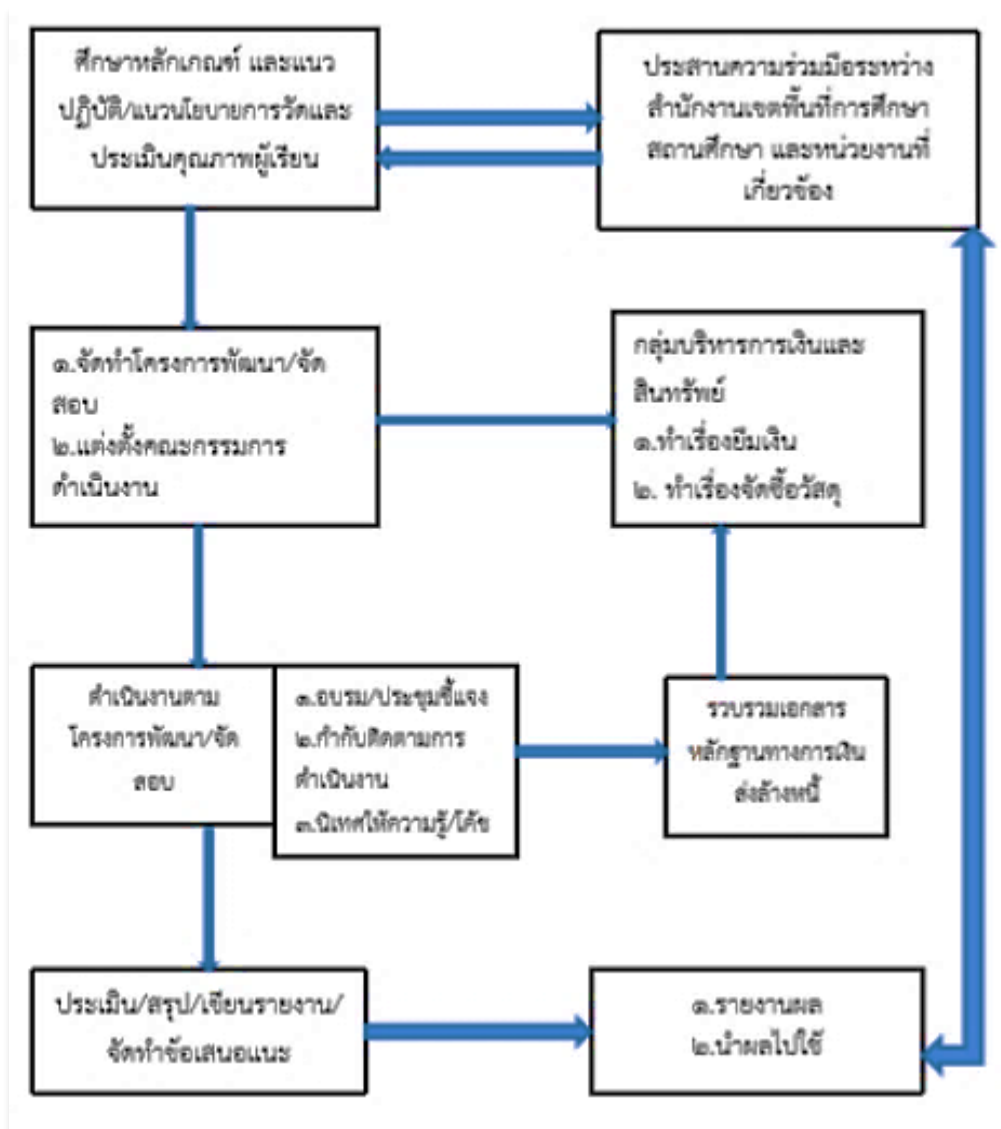 ศึกษาหลักเกณฑ์ และแนว
ปฏิบัติ/แนวนโยบายการวัดและ
ประเมินคุณภาพผู้เรียน
ประสานความร่วมมือระหว่าง
สำนักงานเขตพื้นที่การศึกษา
สถานศึกษา และหน่วยงานที่
เกี่ยวข้อง
๑.จัดทำโครงการพัฒนา/จัด
สอบ
๒.แต่งตั้งคณะกรรมการ
ดำเนินงาน
กลุ่มบริหารการเงินและ
สินทรัพย์
๑.ทำเรื่องยืมเงิน
๒. ทำเรื่องจัดซื้อวัสดุ
ดำเนินงานตาม
โครงการพัฒนา/จัด
สอบ
๑.อบรม/ประชุมชี้แจง
๒.กำกับติดตามการ
ดำเนินงาน
๓.นิเทศให้ความรู้/โค้ช
รวบรวมเอกสาร
หลักฐานทางการเงิน
ส่งล้างหนี้
ประเมิน/สรุป/เขียนรายงาน/
จัดทำข้อเสนอแนะ
๑.รายงานผล
๒.นำผลไปใช้